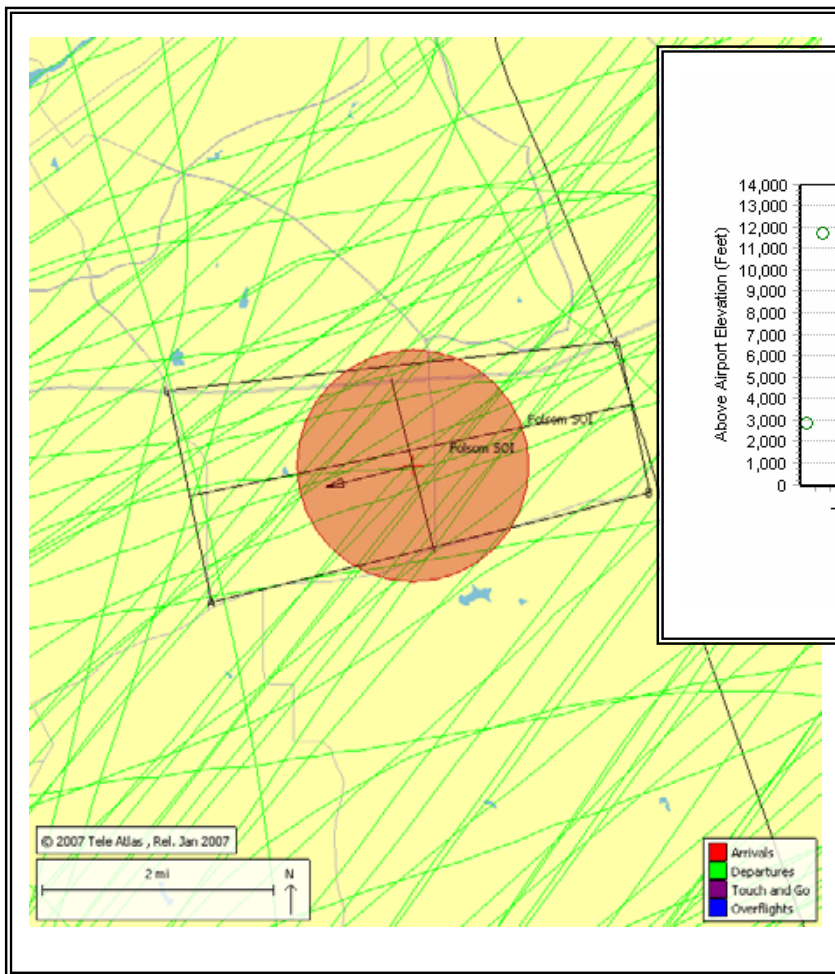 14,000
13,000
12,000
11,000
10,000
9,000
8,000
7,000
6,000
5,000
4,000
3,000
2,000
1,000
0
Above Airport Elevation (Feet)
Folsom SOI
Folsom SOI
A
© 2007 Tele Atlas , Rel. Jan 2007
2 mi
N
Arrivals
Departures
Touch and Go
Overflights